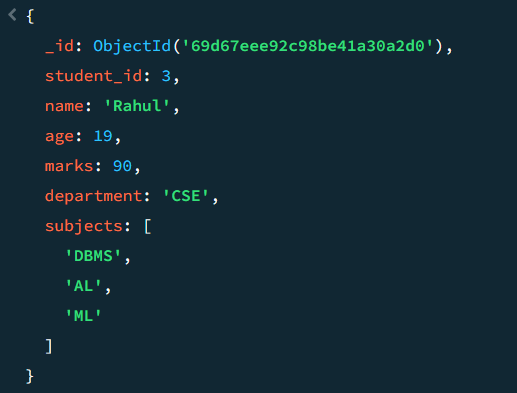 {
  _id: ObjectId('69d67eee92c98be41a30a2d0'),
  student_id: 3,
  name: 'Rahul',
  age: 19,
  marks: 90,
  department: 'CSE',
  subjects: [
    'DBMS',
    'AL',
    'ML'
  ]
}